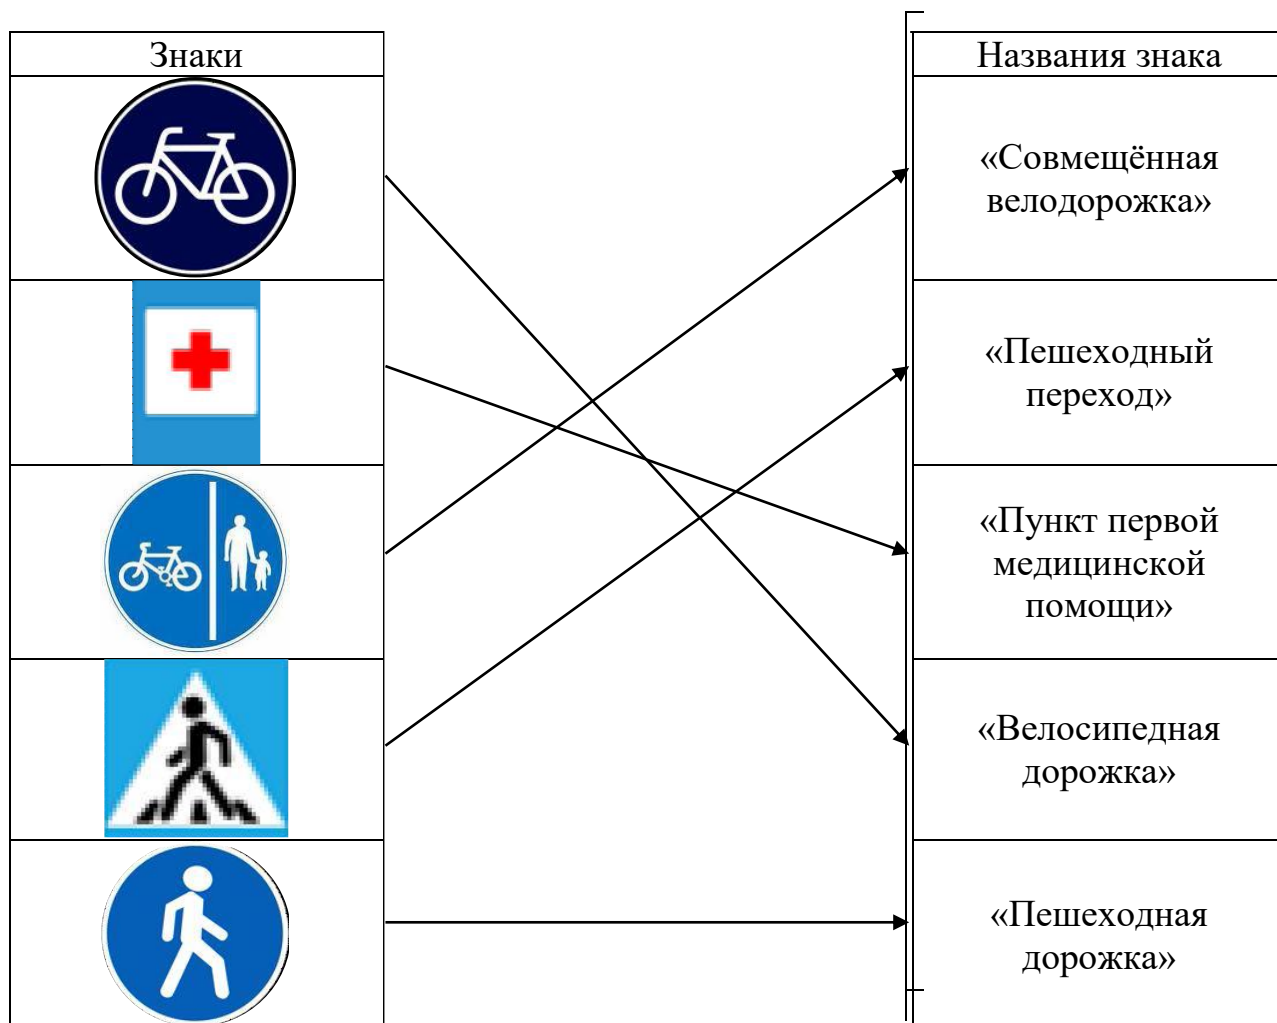 Знаки
Названия знака
«Совмещённая
велодорожка»
«Пешеходный
переход»
«Пункт первой
медицинской
помощи»
«Велосипедная
дорожка»
«Пешеходная
дорожка»